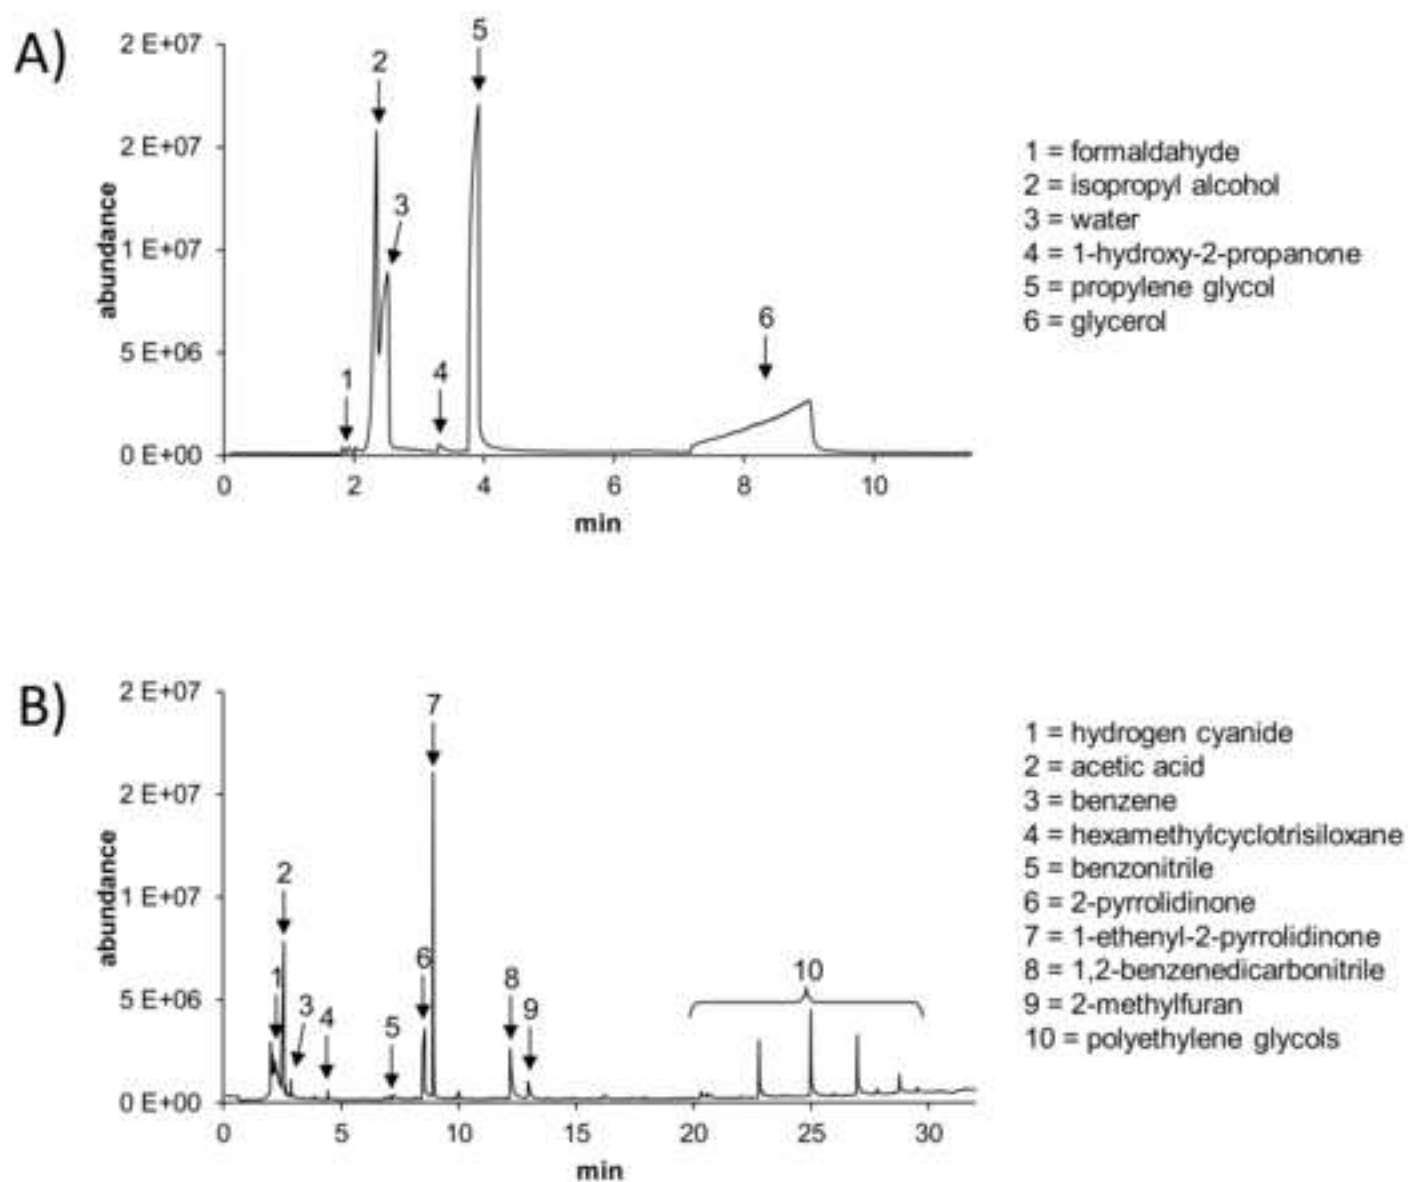 A)
2 E+07
2 E+07
1 E+07
5 E+06
0 E+00
abundance
0 2 4 6 8 10
min
1 2 3 4 5 6
1 = formaldahyde
2 = isopropyl alcohol
3 = water
4 = 1-hydroxy-2-propanone
5 = propylene glycol
6 = glycerol
B)
2 E+07
2 E+07
1 E+07
5 E+06
0 E+00
abundance
0 5 10 15 20 25 30
min
1 2 3 4 5 6 7 8 9 10
1 = hydrogen cyanide
2 = acetic acid
3 = benzene
4 = hexamethylcyclotrisiloxane
5 = benzonitrile
6 = 2-pyrrolidinone
7 = 1-ethenyl-2-pyrrolidinone
8 = 1,2-benzenedicarbonitrile
9 = 2-methylfuran
10 = polyethylene glycols